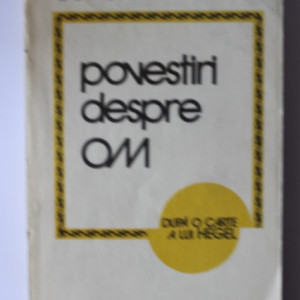 povestiri
despre
OM
DUPĂ O CARTE
A LUI HEGEL